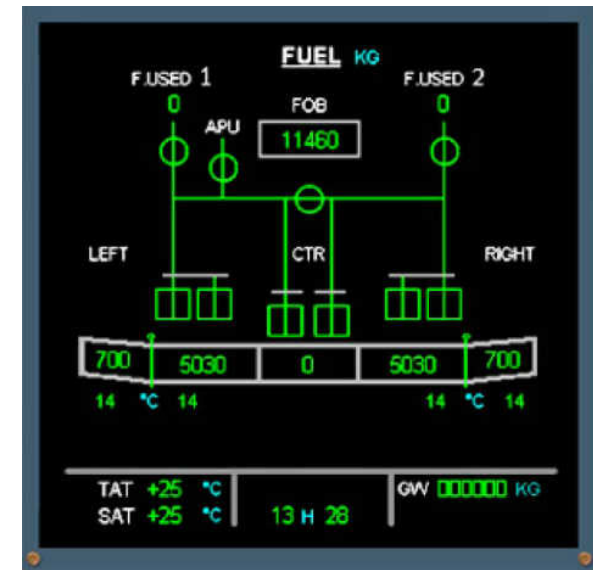 FUEL KG
F.USED 1 F.USED 2
0 FOB 0
APU 11460
LEFT CTR RIGHT
700 5030 0 5030 700
14 °C 14 14 °C 14
TAT +25 °C GW KG
SAT +25 °C 13 H 28